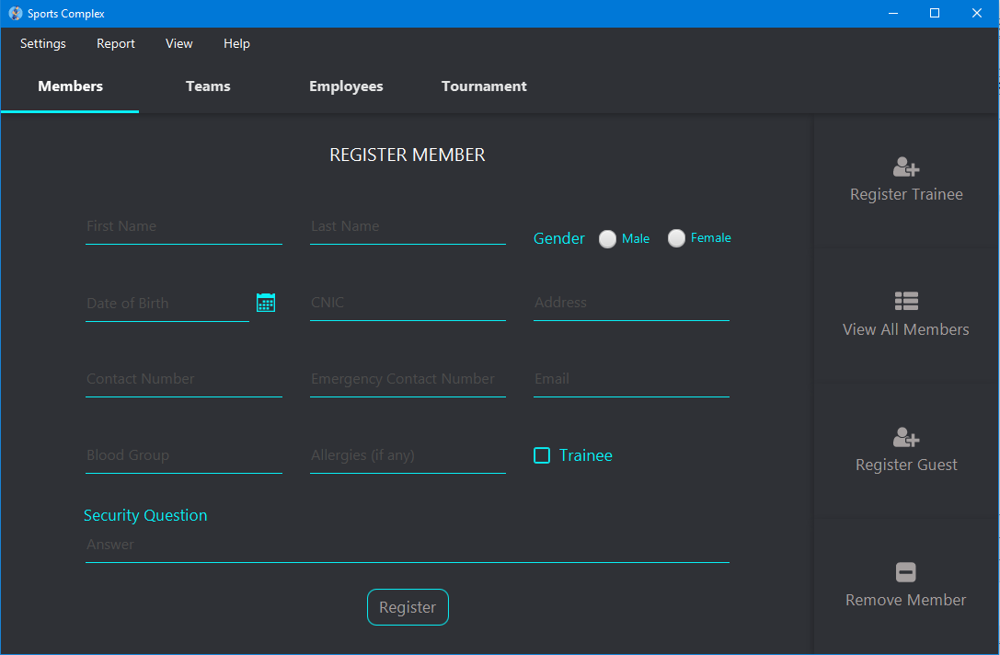 Sports Complex
Settings Report View Help
Members Teams Employees Tournament
REGISTER MEMBER
First Name Last Name Gender Male Female
Date of Birth CNIC Address
Contact Number Emergency Contact Number Email
Blood Group Allergies (if any) Trainee
Security Question
Answer
Register
Register Trainee
View All Members
Register Guest
Remove Member